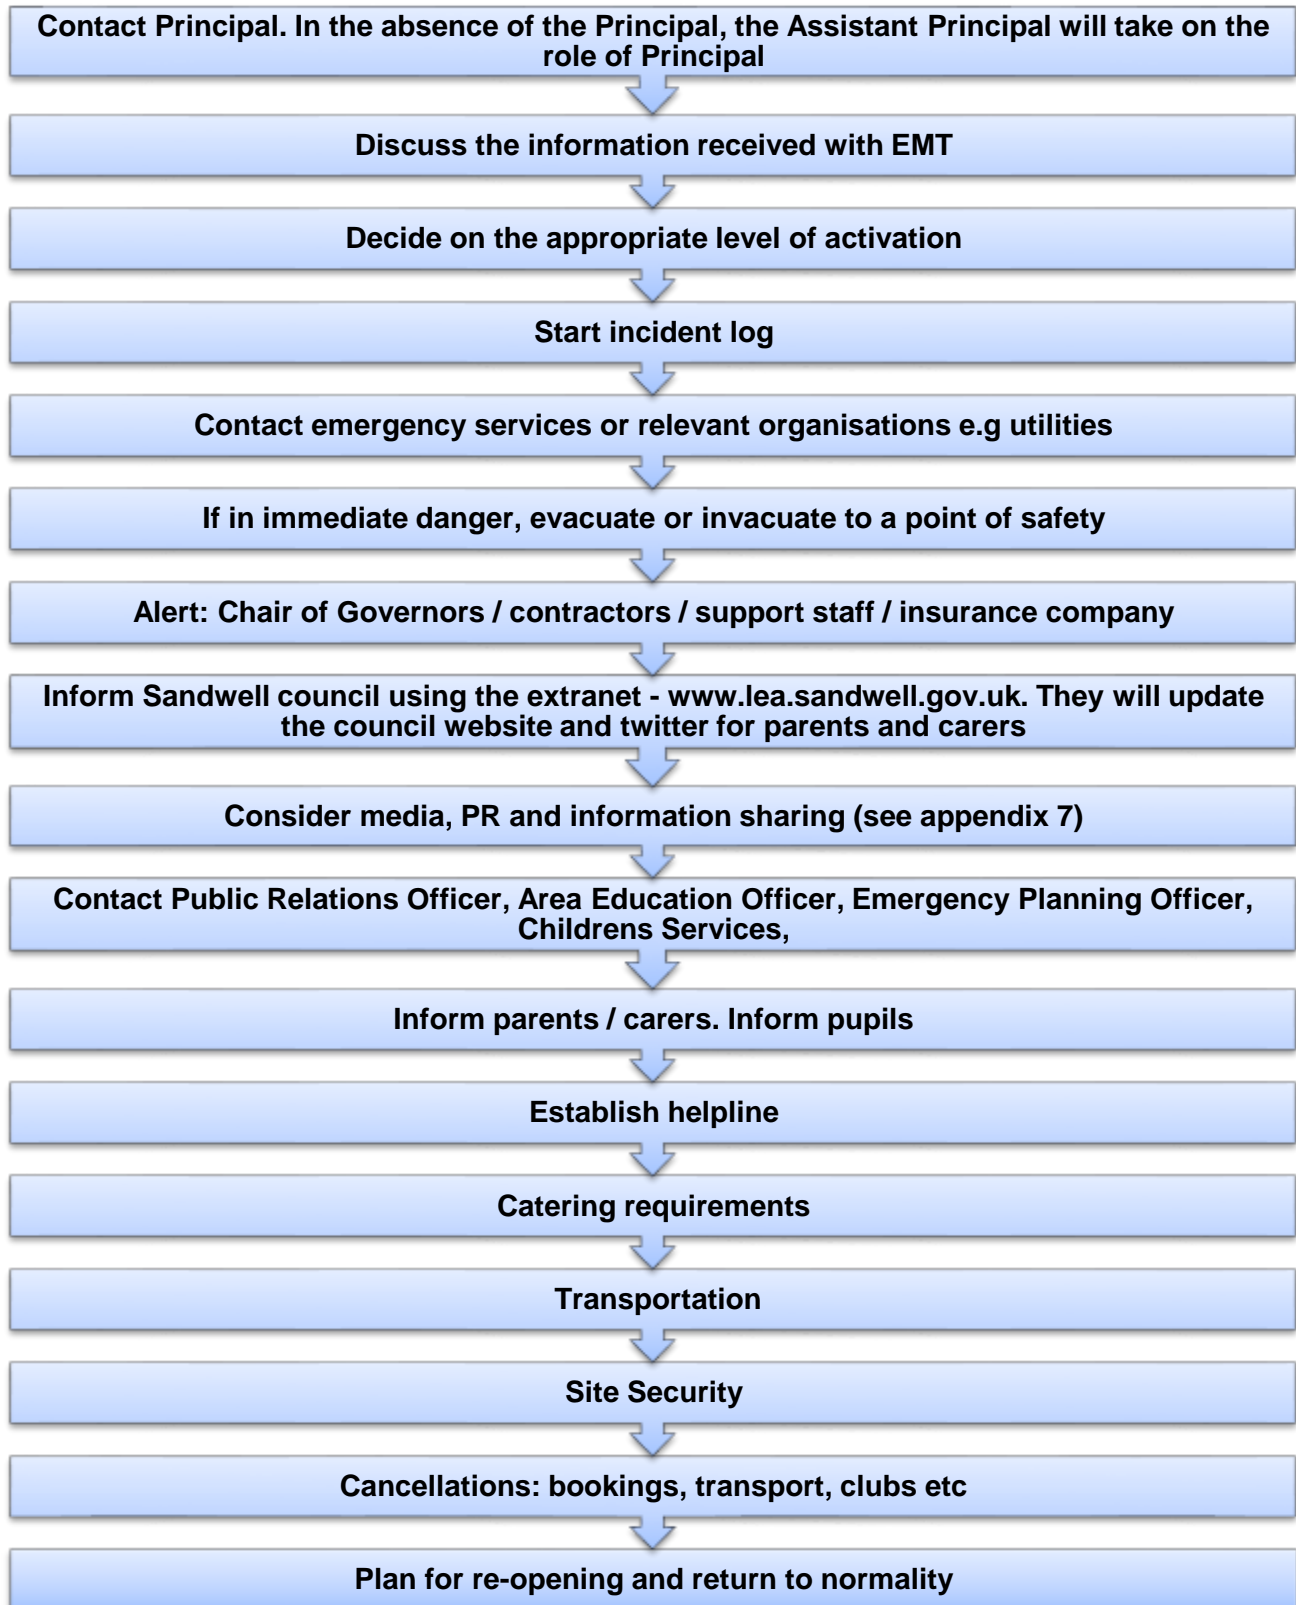 Contact Principal. In the absence of the Principal, the Assistant Principal will take on the
role of Principal
Discuss the information received with EMT
Decide on the appropriate level of activation
Start incident log
Contact emergency services or relevant organisations e.g utilities
If in immediate danger, evacuate or invacuate to a point of safety
Alert: Chair of Governors / contractors / support staff / insurance company
Inform Sandwell council using the extranet - www.lea.sandwell.gov.uk. They will update
the council website and twitter for parents and carers
Consider media, PR and information sharing (see appendix 7)
Contact Public Relations Officer, Area Education Officer, Emergency Planning Officer,
Childrens Services,
Inform parents / carers. Inform pupils
Establish helpline
Catering requirements
Transportation
Site Security
Cancellations: bookings, transport, clubs etc
Plan for re-opening and return to normality